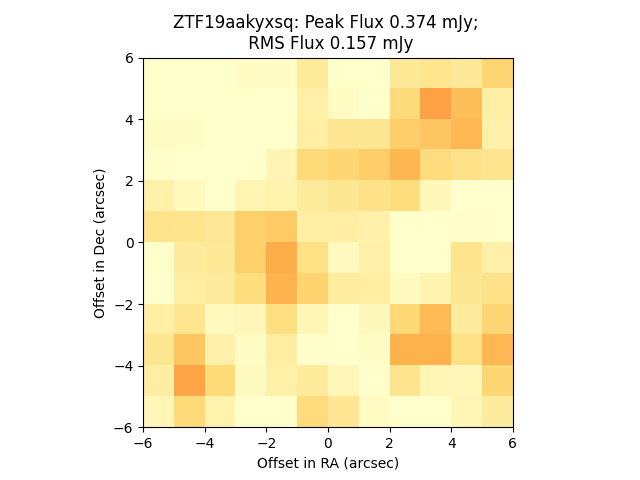 ZTF19aakyxsq: Peak Flux 0.374 mJy;
RMS Flux 0.157 mJy
6
4
2
0
−2
−4
−6
Offset in Dec (arcsec)
−6 −4 −2 0 2 4 6
Offset in RA (arcsec)